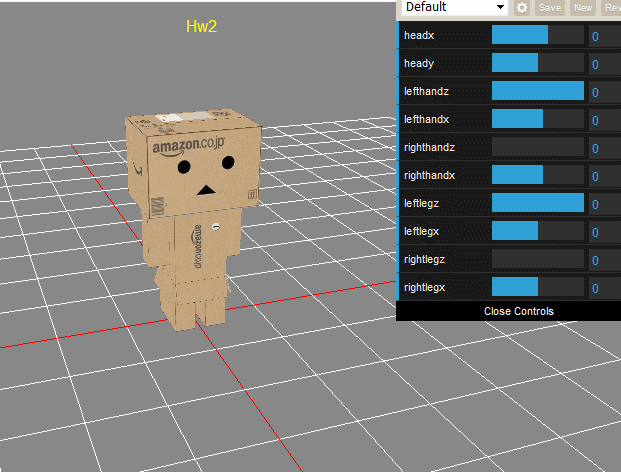 Hw2
Default
Save
New
Rev
headx 0
heady 0
lefthandz 0
lefthandx 0
righthandz 0
righthandx 0
leftlegz 0
leftlegx 0
rightlegz 0
rightlegx 0
Close Controls
amazon.co.jp
amazon.co.jp